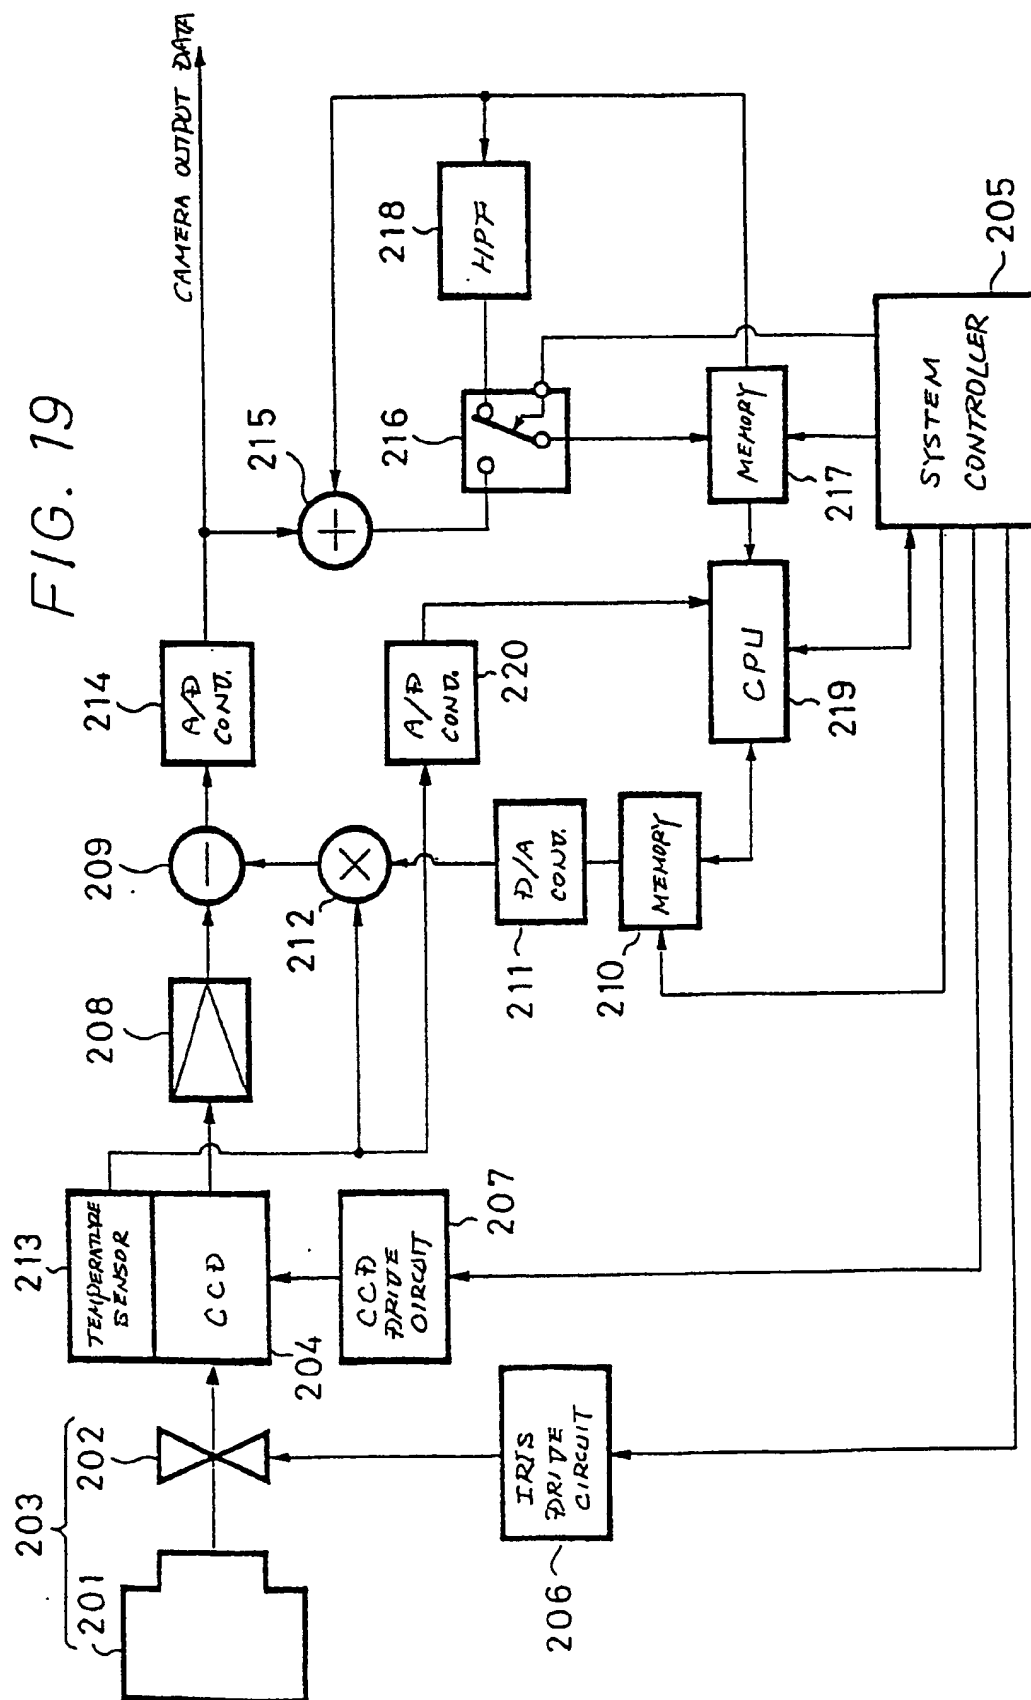 FIG. 19
203
201
202
213
TEMPERATURE
SENSOR
CCD
204
208
209
214
A/D
CONV.
CAMERA OUTPUT DATA
215
212
207
CCD
DRIVE
CIRCUIT
IRIS
DRIVE
CIRCUIT
206
A/D
CONV.
220
216
218
HPF
D/A
CONV.
211
MEMORY
210
CPU
219
MEMORY
217
SYSTEM
CONTROLLER
205